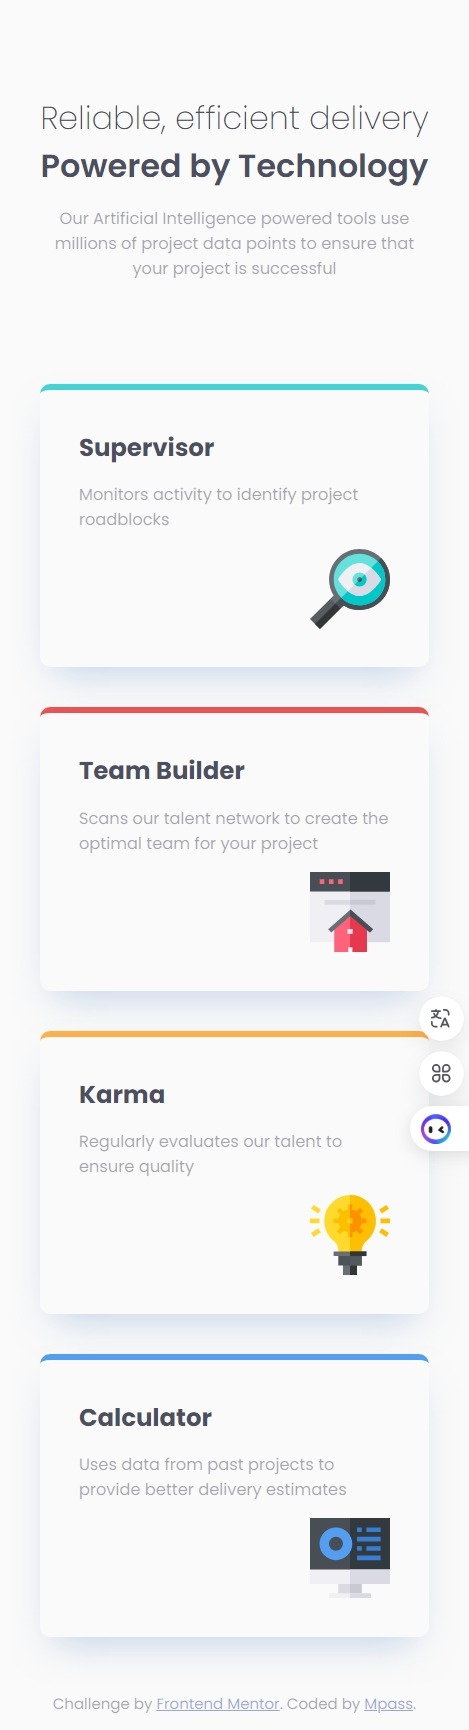 Reliable, efficient delivery
Powered by Technology
Our Artificial Intelligence powered tools use
millions of project data points to ensure that
your project is successful
Supervisor
Monitors activity to identify project
roadblocks
Team Builder
Scans our talent network to create the
optimal team for your project
Karma
Regularly evaluates our talent to
ensure quality
Calculator
Uses data from past projects to
provide better delivery estimates
Challenge by Frontend Mentor. Coded by Mpass.